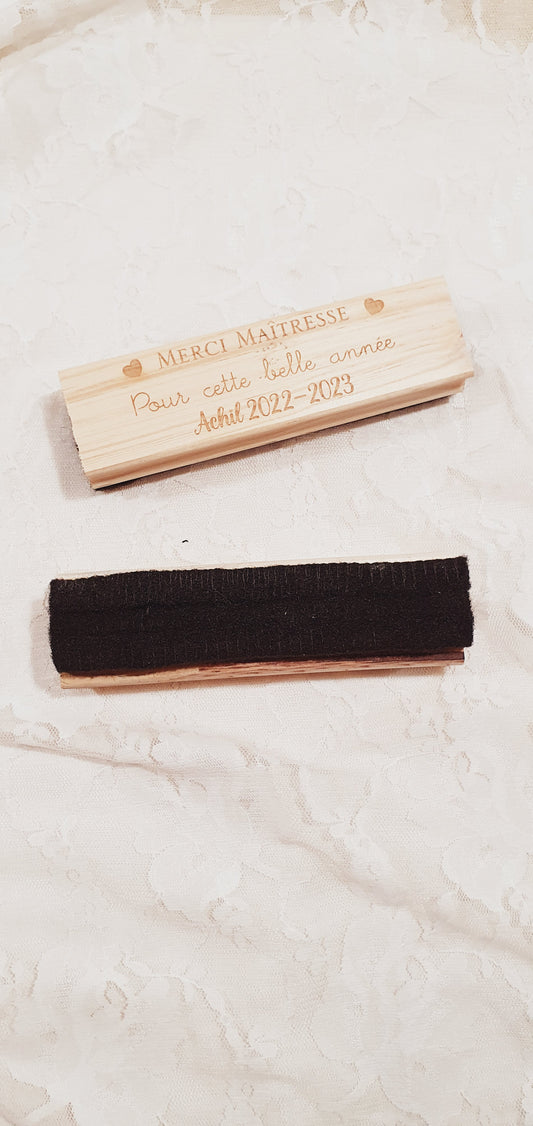 MERCI MAÎTRESSE
Pour cette belle année
Achil 2022-2023